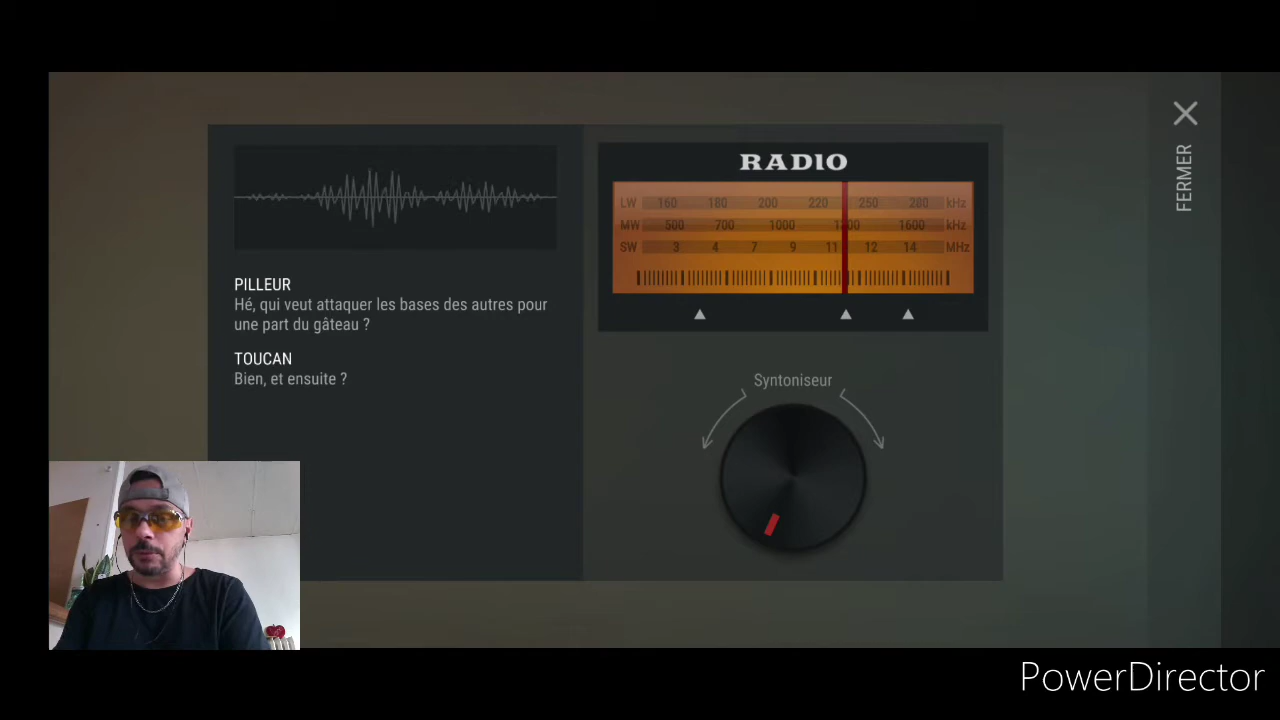 FERMER
RADIO
LW 160 180 200 220 250 280 kHz
MW 500 700 1000 1300 1600 kHz
SW 3 4 7 9 11 12 14 MHz
PILLEUR
Hé, qui veut attaquer les bases des autres pour
une part du gâteau ?
TOUCAN
Bien, et ensuite ?
Syntoniseur
PowerDirector